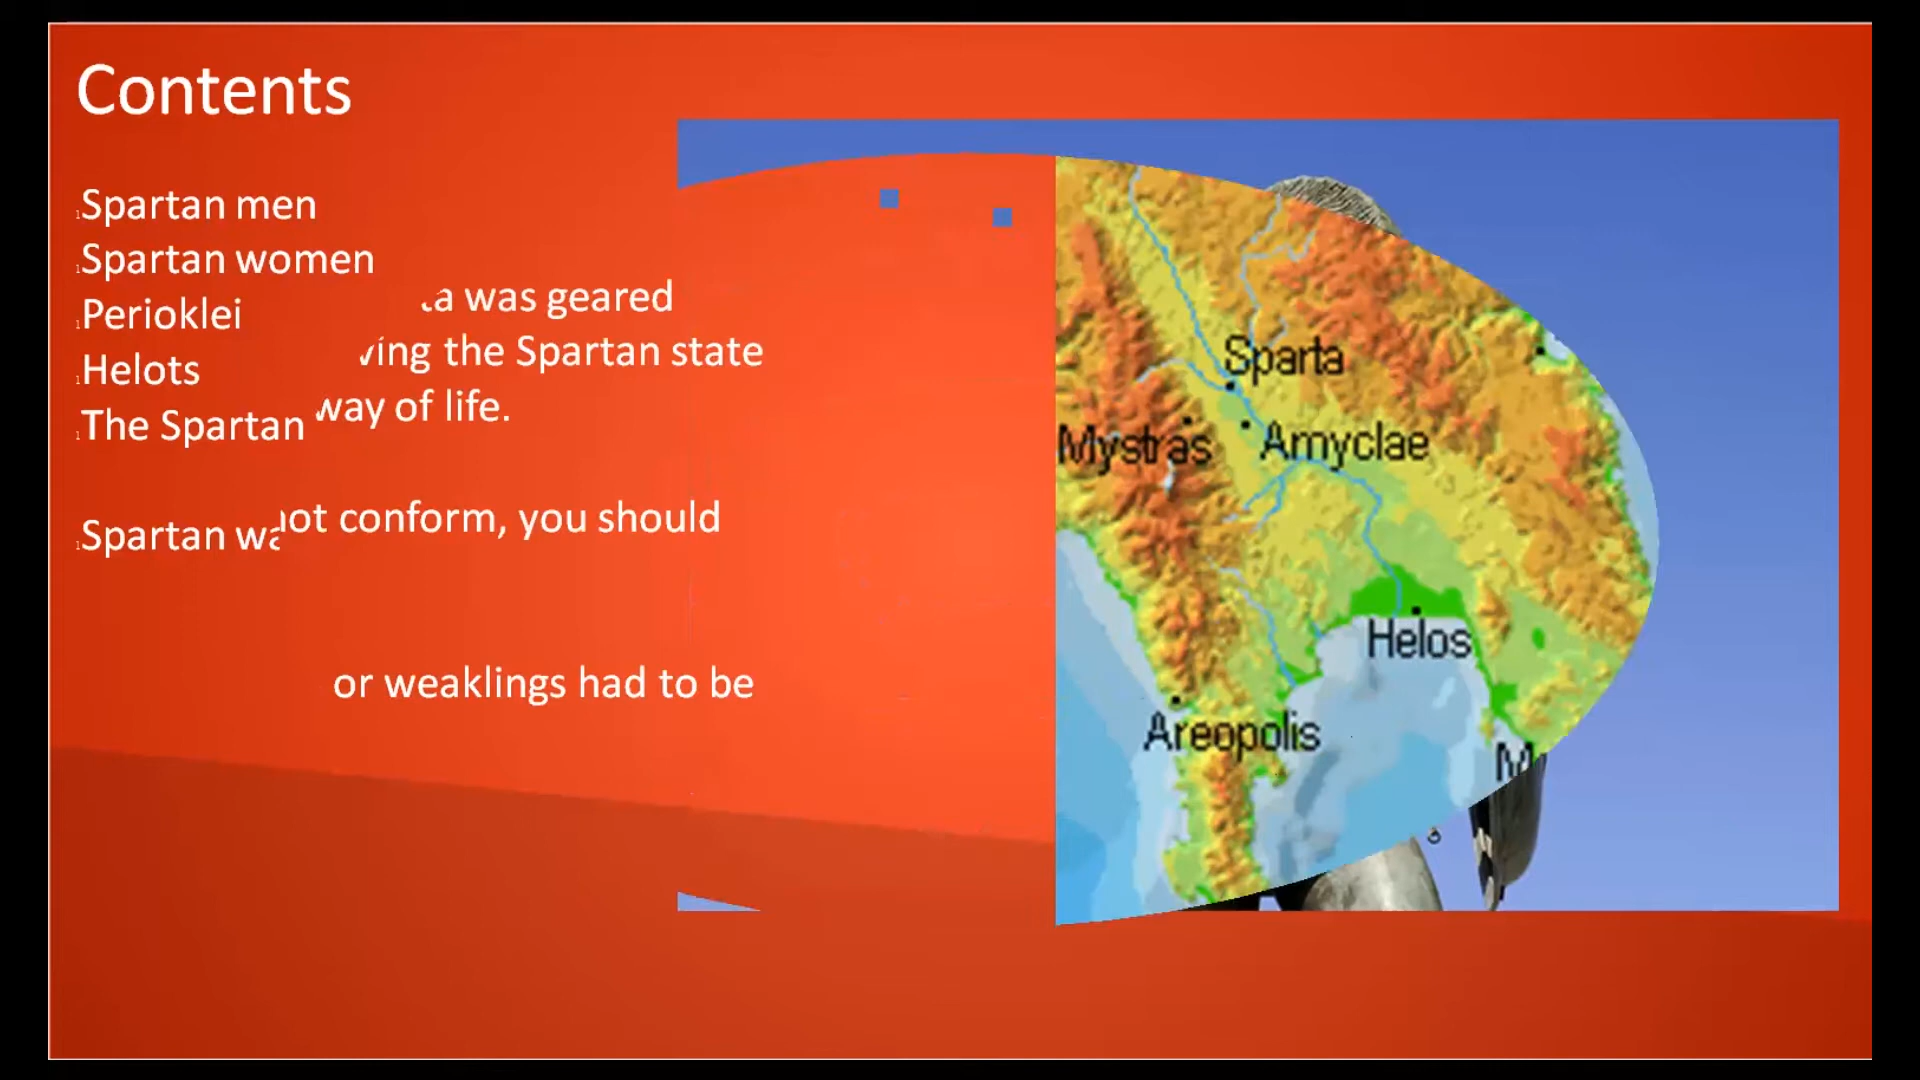 Contents
Spartan men
Spartan women
a was geared
Perioklei
ving the Spartan state
Helots
way of life.
The Spartan
not conform, you should
Spartan wa
or weaklings had to be
Sparta
Mystras
Amyclae
Helos
Areopolis
M